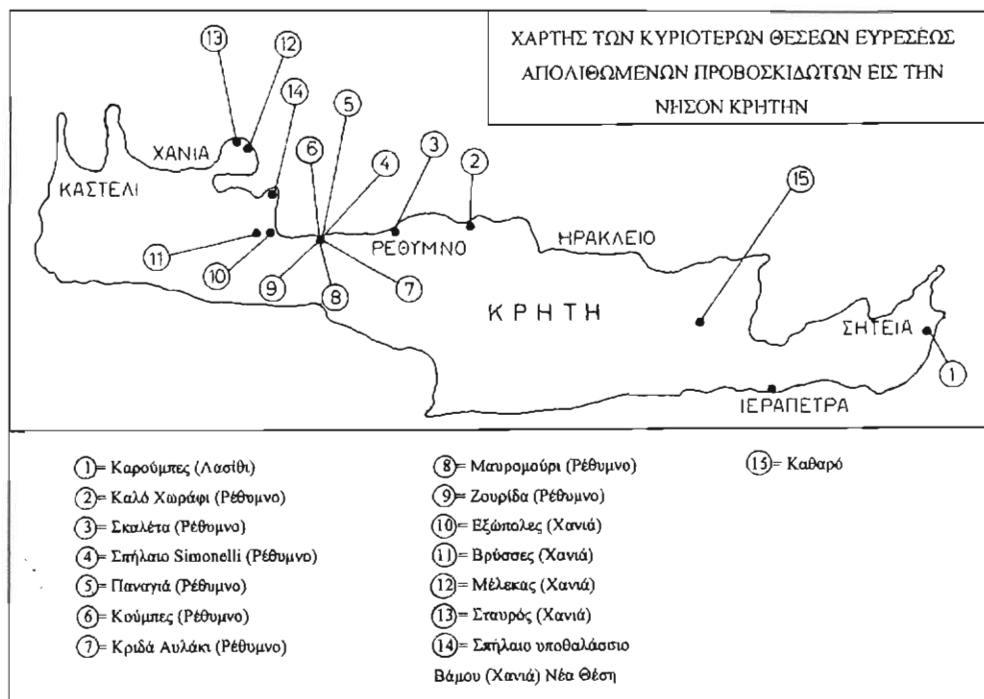 ΧΑΡΤΗΣ ΤΩΝ ΚΥΡΙΟΤΕΡΩΝ ΘΕΣΕΩΝ ΕΥΡΕΣΕΩΣ
ΑΠΟΛΙΘΩΜΕΝΩΝ ΠΡΟΒΟΣΚΙΔΩΤΩΝ ΕΙΣ ΤΗΝ
ΝΗΣΟΝ ΚΡΗΤΗΝ
13
12
14
5
6
4
3
2
15
ΧΑΝΙΑ
ΚΑΣΤΕΛΙ
ΡΕΘΥΜΝΟ
ΗΡΑΚΛΕΙΟ
11
10
9
8
7
ΚΡΗΤΗ
ΣΗΤΕΙΑ
1
ΙΕΡΑΠΕΤΡΑ
1= Καρούμπες (Λασίθι)
2= Καλό Χωράφι (Ρέθυμνο)
3= Σκαλέτα (Ρέθυμνο)
4= Σπήλαιο Simonelli (Ρέθυμνο)
5= Παναγιά (Ρέθυμνο)
6= Κούμπες (Ρέθυμνο)
7= Κριδά Αυλάκι (Ρέθυμνο)
8= Μαυρομούρι (Ρέθυμνο)
9= Ζουρίδα (Ρέθυμνο)
10= Εξώπολες (Χανιά)
11= Βρύσσες (Χανιά)
12= Μέλεκας (Χανιά)
13= Σταυρός (Χανιά)
14= Σπήλαιο υποθαλάσσιο
Βάμου (Χανιά) Νέα Θέση
15= Καθαρό